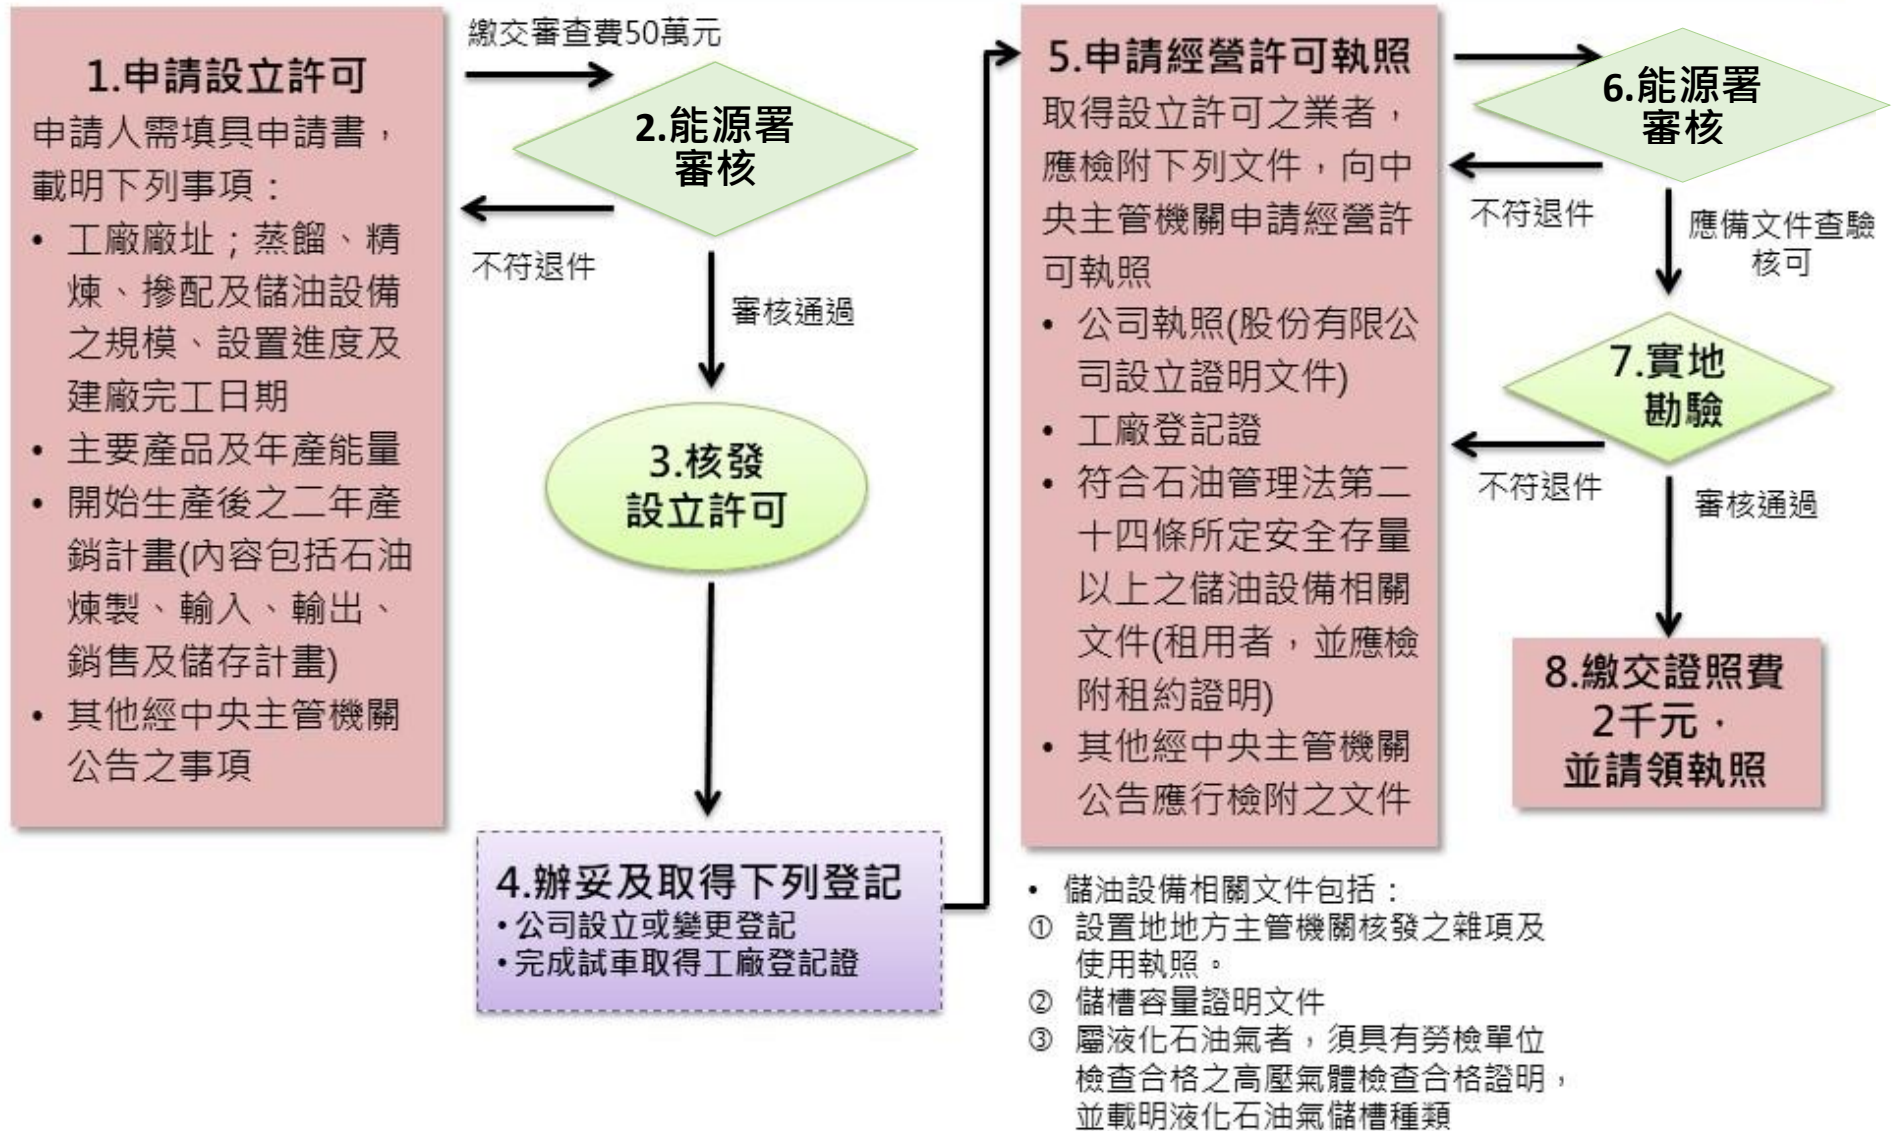 1.申請設立許可
申請人需填具申請書，
載明下列事項：
• 工廠廠址；蒸餾、精
煉、摻配及儲油設備
之規模、設置進度及
建廠完工日期
• 主要產品及年產能量
• 開始生產後之二年產
銷計畫(內容包括石油
煉製、輸入、輸出、
銷售及儲存計畫)
• 其他經中央主管機關
公告之事項
繳交審查費50萬元
2.能源署
審核
不符退件
審核通過
3.核發
設立許可
4.辦妥及取得下列登記
•公司設立或變更登記
•完成試車取得工廠登記證
5.申請經營許可執照
取得設立許可之業者，
應檢附下列文件，向中
央主管機關申請經營許
可執照
• 公司執照(股份有限公
司設立證明文件)
• 工廠登記證
• 符合石油管理法第二
十四條所定安全存量
以上之儲油設備相關
文件(租用者，並應檢
附租約證明)
• 其他經中央主管機關
公告應行檢附之文件
6.能源署
審核
不符退件
應備文件查驗
核可
7.實地
勘驗
不符退件
審核通過
8.繳交證照費
2千元，
並請領執照
• 儲油設備相關文件包括：
① 設置地地方主管機關核發之雜項及
使用執照。
② 儲槽容量證明文件
③ 屬液化石油氣者，須具有勞檢單位
檢查合格之高壓氣體檢查合格證明，
並載明液化石油氣儲槽種類